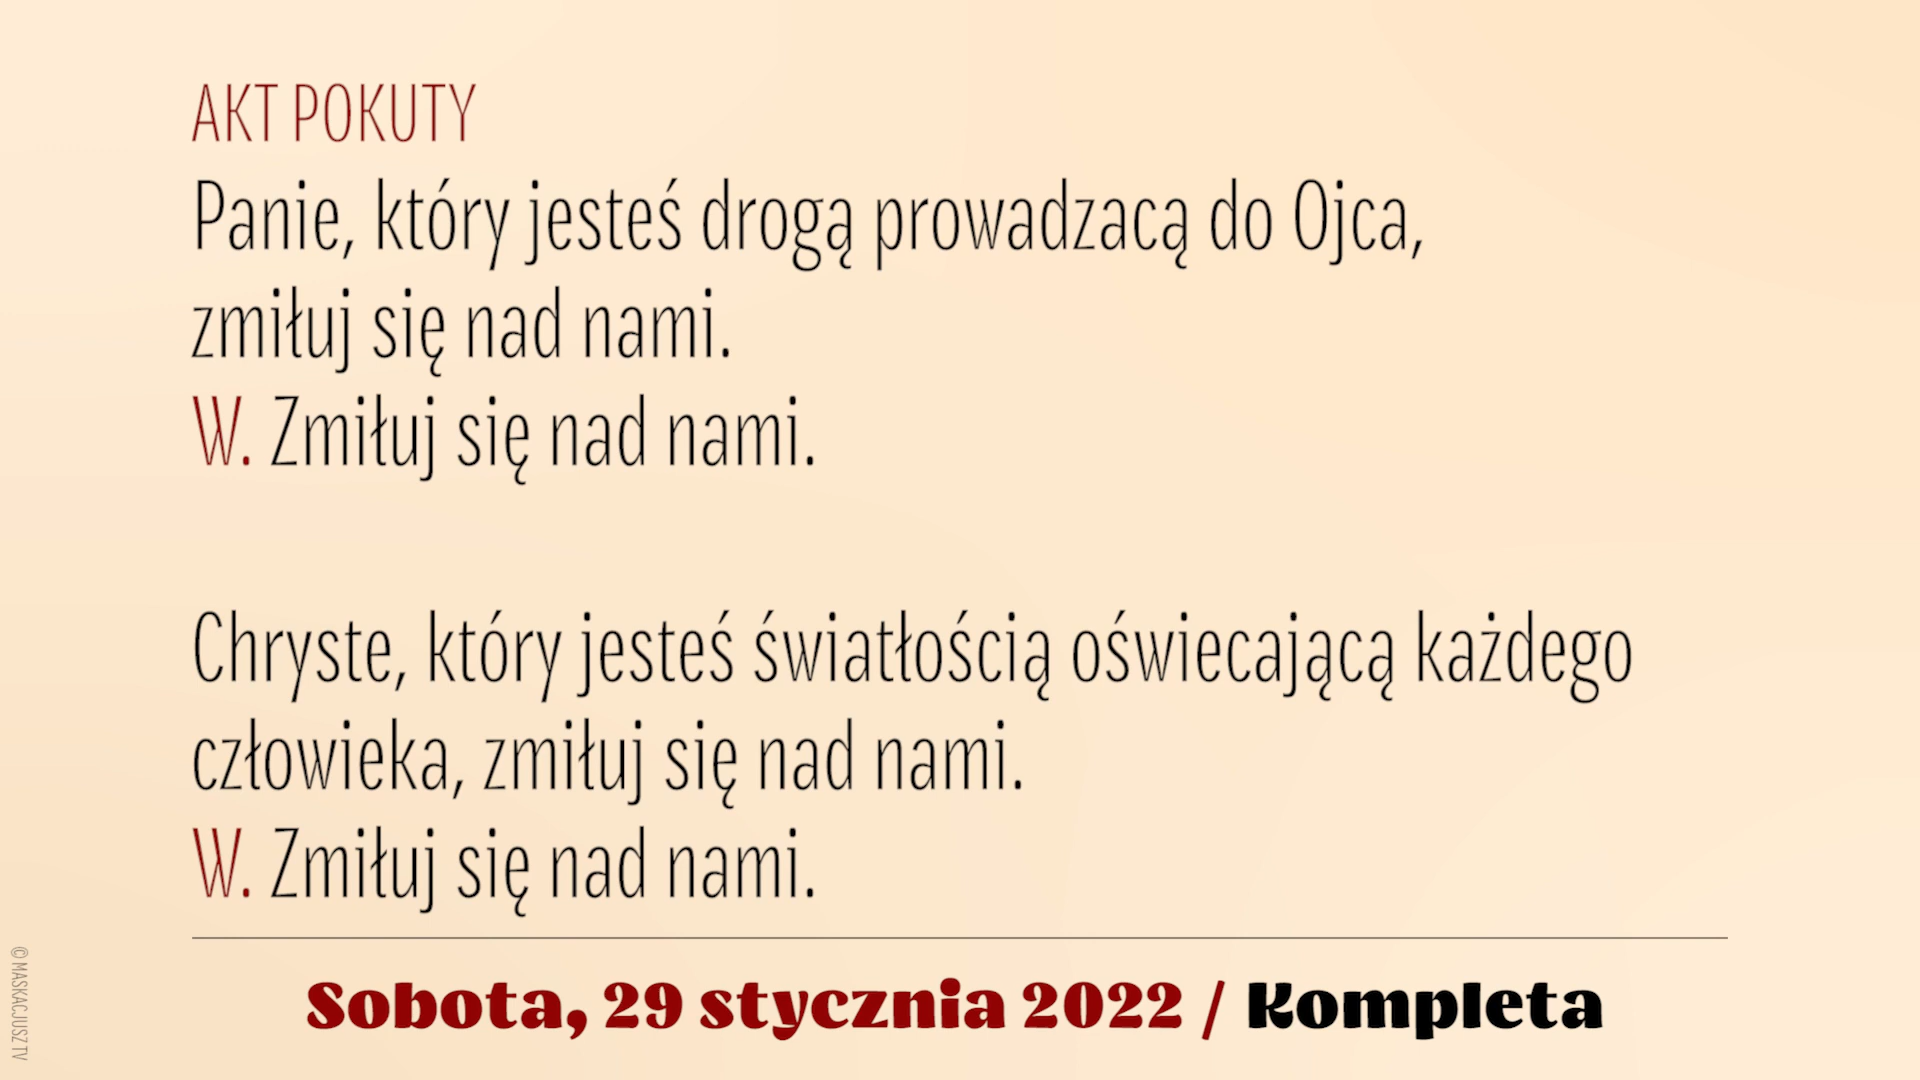 AKT POKUTY
Panie, który jesteś drogą prowadzacą do Ojca,
zmiłuj się nad nami.
W. Zmiłuj się nad nami.
Chryste, który jesteś światłością oświecającą każdego
człowieka, zmiłuj się nad nami.
W. Zmiłuj się nad nami.
Sobota, 29 stycznia 2022 / Kompleta
© MASKACJUSZ TV